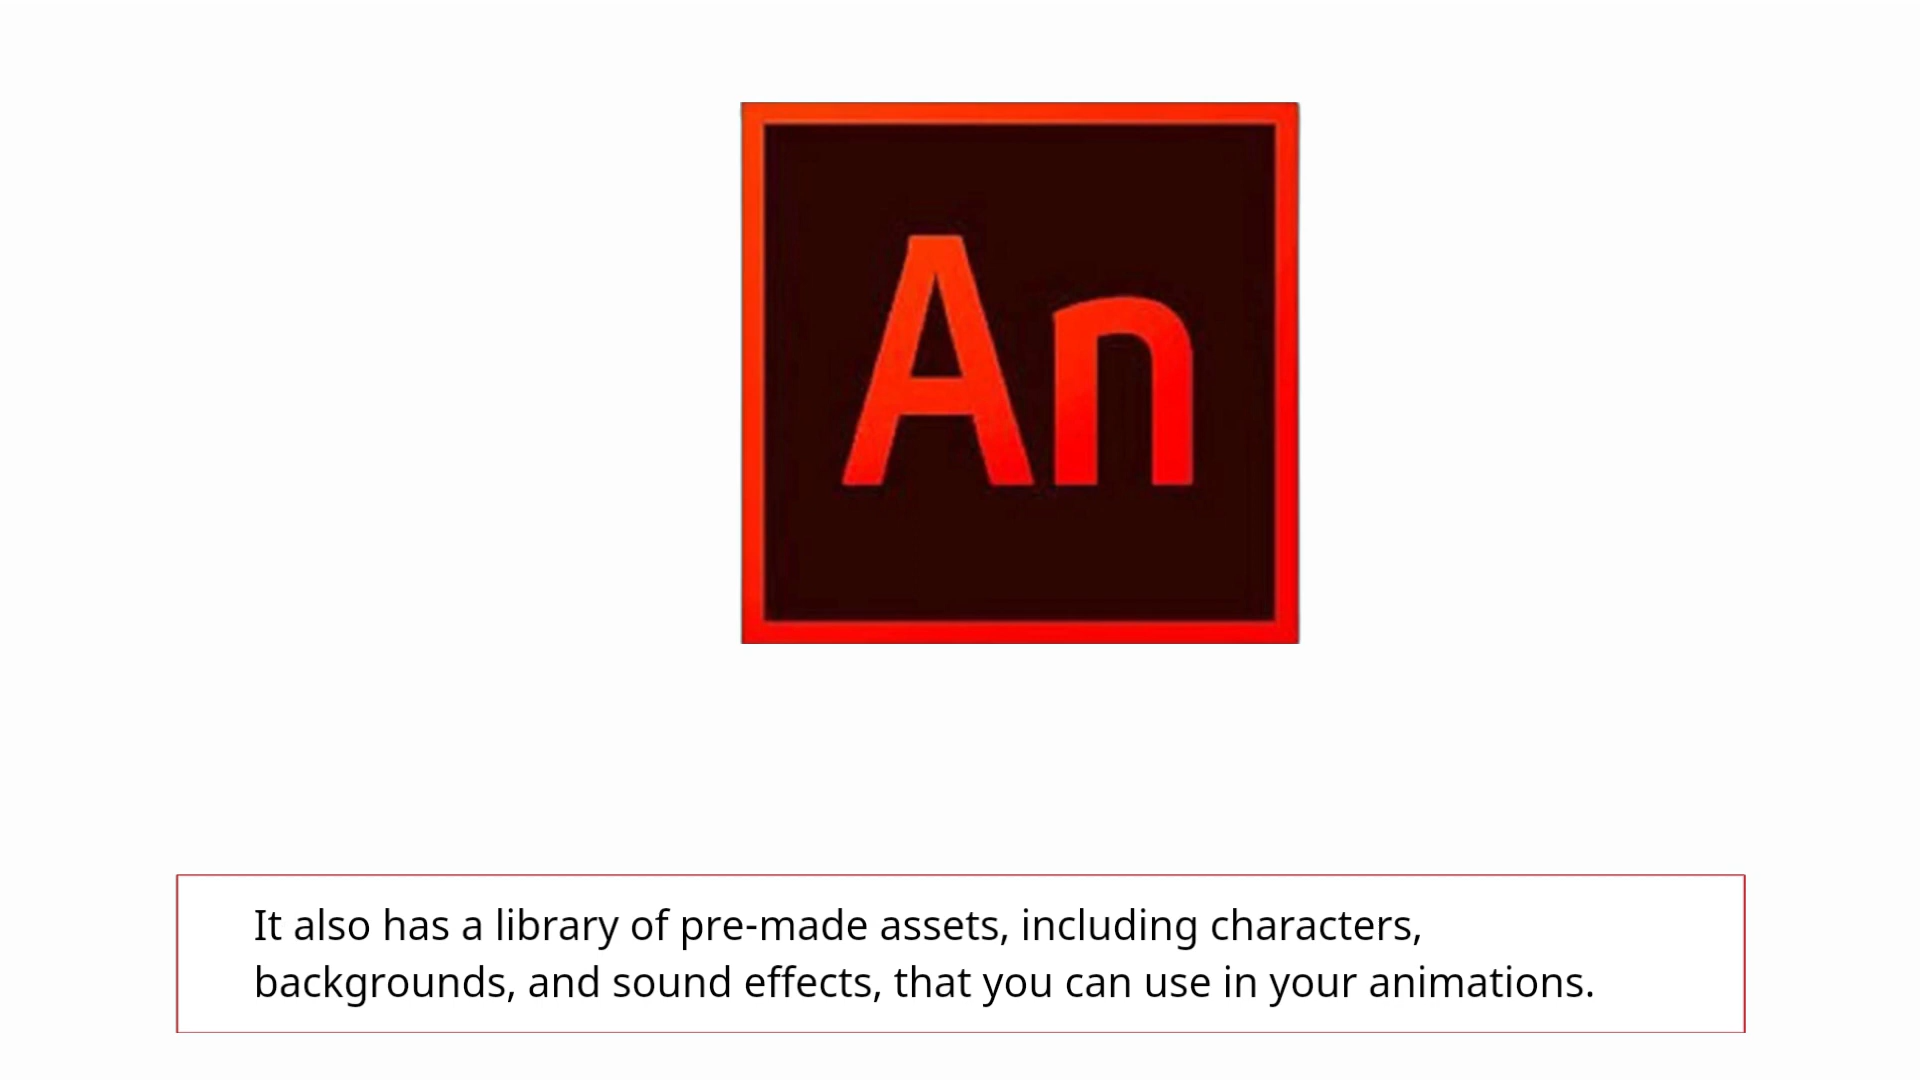 An
It also has a library of pre-made assets, including characters,
backgrounds, and sound effects, that you can use in your animations.